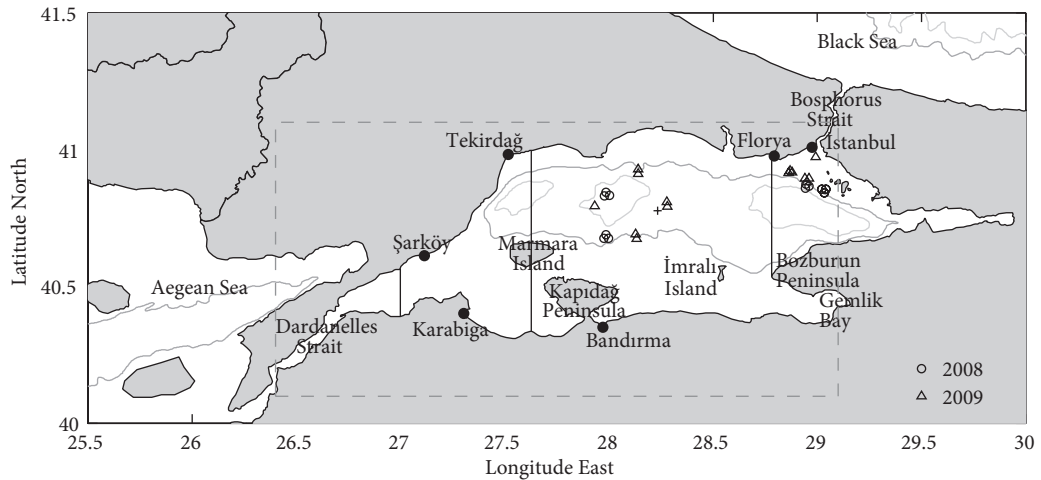 41.5
Black Sea
Bosphorus
Strait
Tekirdağ
Florya
İstanbul
41
Latitude North
Şarköy
Marmara
Island
İmralı
Island
Bozburun
Peninsula
40.5
Aegean Sea
Kapıdağ
Peninsula
Gemlik
Bay
Dardanelles
Strait
Karabiga
Bandırma
2008
2009
40
25.5 26 26.5 27 27.5 28 28.5 29 29.5 30
Longitude East